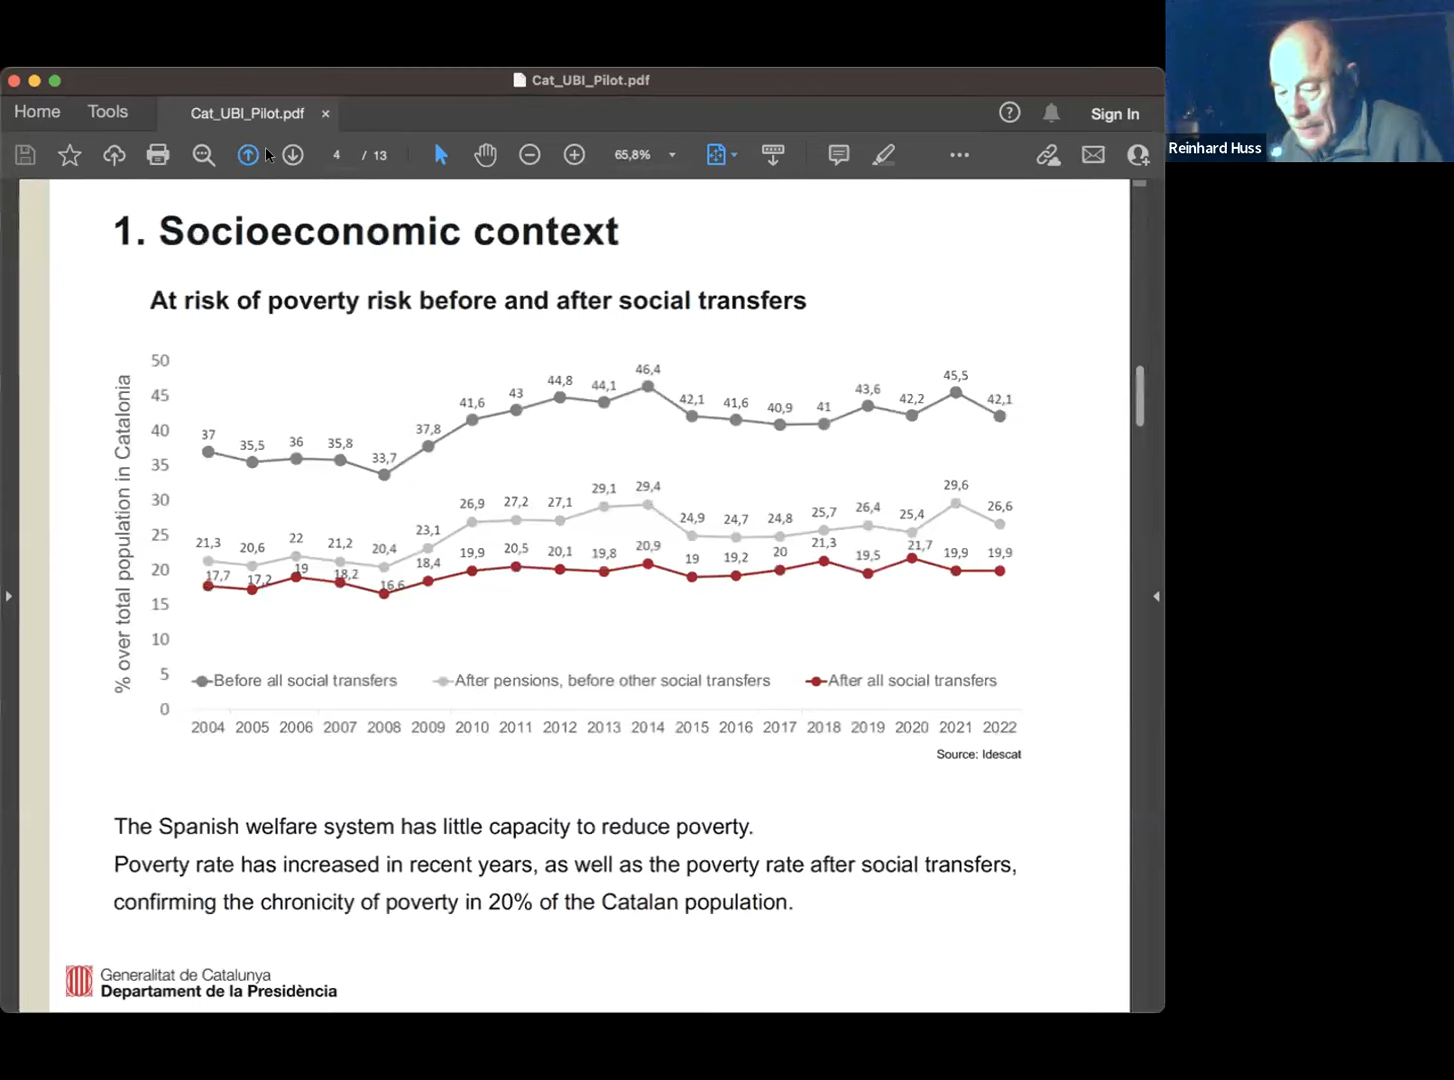 Cat_UBI_Pilot.pdf
Home Tools Cat_UBI_Pilot.pdf × Sign In
4 / 13 65,8%
Reinhard Huss
1. Socioeconomic context
At risk of poverty risk before and after social transfers
% over total population in Catalonia
50
45
40
35
30
25
20
15
10
5
0
37 35,5 36 35,8 33,7 37,8 41,6 43 44,8 44,1 46,4 42,1 41,6 40,9 41 43,6 42,2 45,5 42,1
21,3 20,6 22 21,2 20,4 23,1 26,9 27,2 27,1 29,1 29,4 24,9 24,7 24,8 25,7 26,4 25,4 29,6 26,6
17,7 17,2 19 18,2 16,6 18,4 19,9 20,5 20,1 19,8 20,9 19 19,2 20 21,3 19,5 21,7 19,9 19,9
Before all social transfers After pensions, before other social transfers After all social transfers
2004 2005 2006 2007 2008 2009 2010 2011 2012 2013 2014 2015 2016 2017 2018 2019 2020 2021 2022
Source: Idescat
The Spanish welfare system has little capacity to reduce poverty.
Poverty rate has increased in recent years, as well as the poverty rate after social transfers,
confirming the chronicity of poverty in 20% of the Catalan population.
Generalitat de Catalunya
Departament de la Presidència